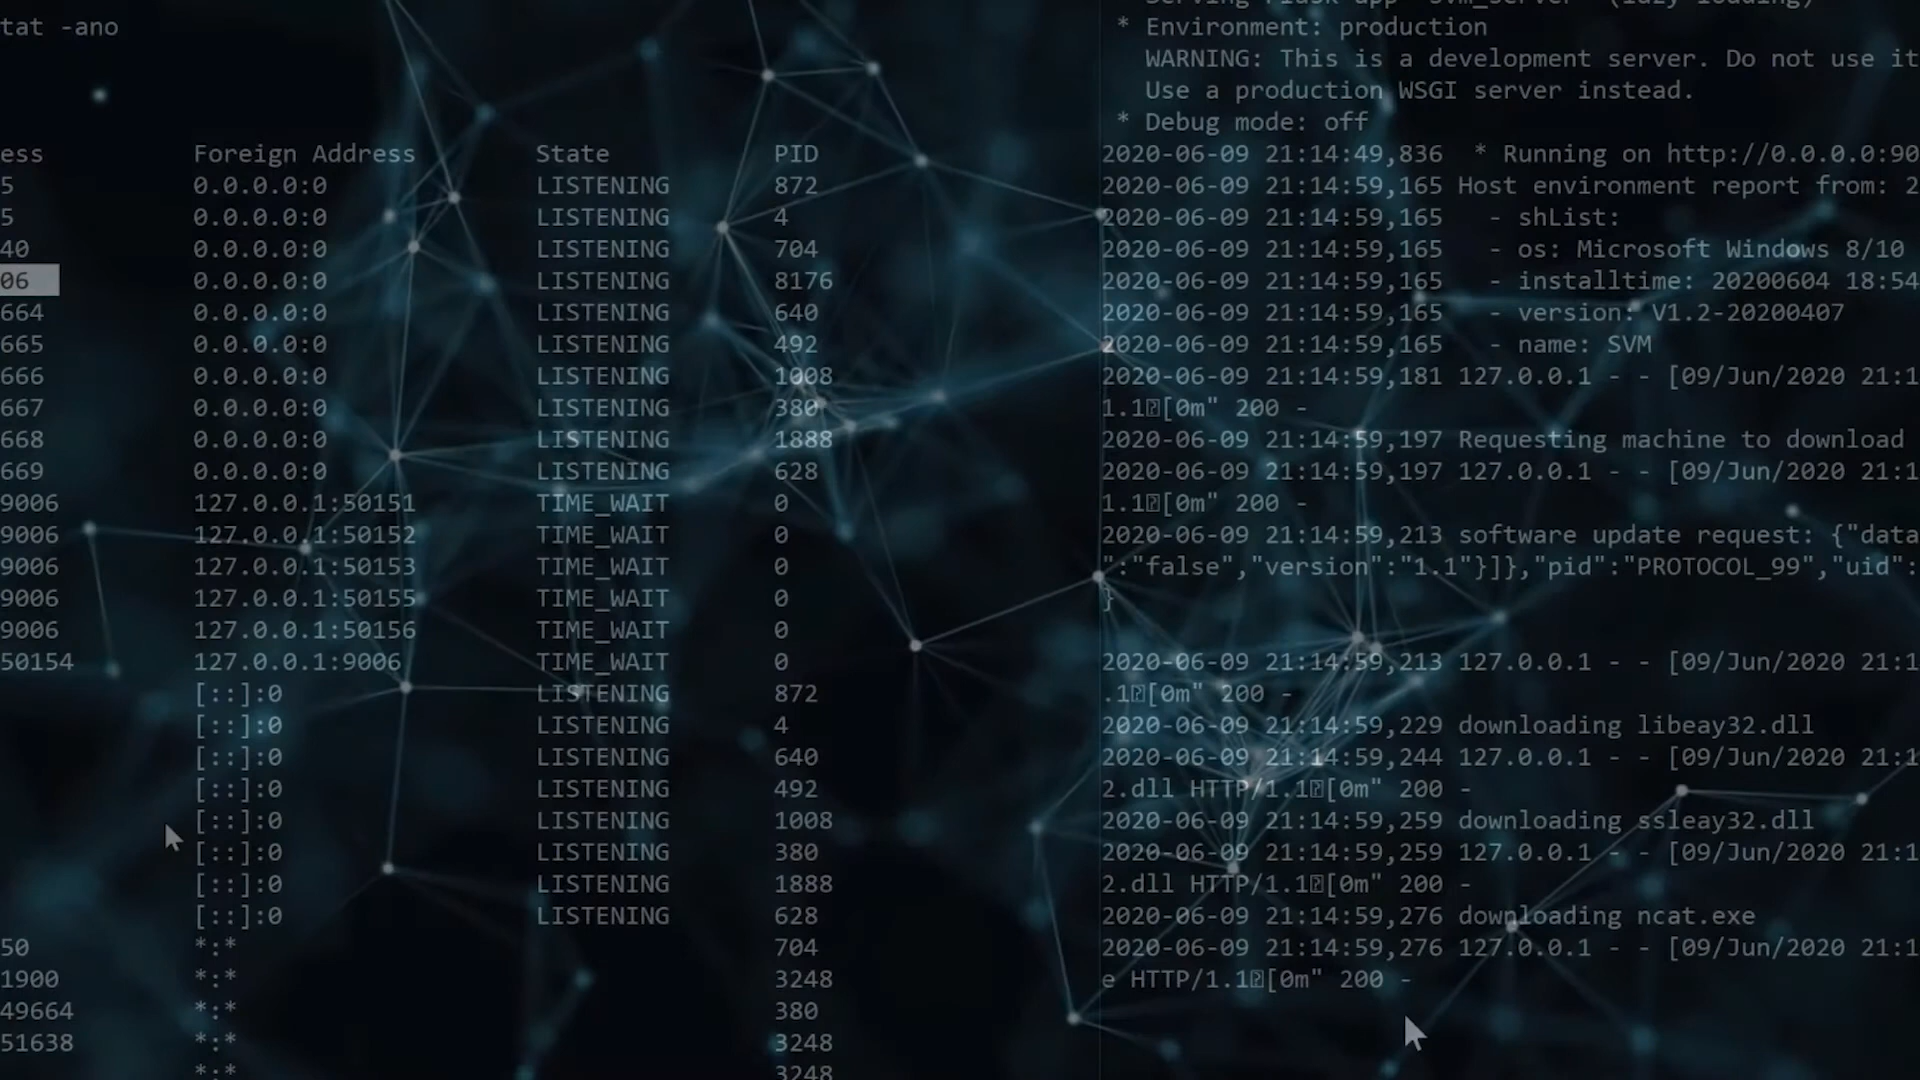 tat -ano
ess Foreign Address State PID
5 0.0.0.0:0 LISTENING 872
5 0.0.0.0:0 LISTENING 4
40 0.0.0.0:0 LISTENING 704
06 0.0.0.0:0 LISTENING 8176
664 0.0.0.0:0 LISTENING 640
665 0.0.0.0:0 LISTENING 492
666 0.0.0.0:0 LISTENING 1008
667 0.0.0.0:0 LISTENING 380
668 0.0.0.0:0 LISTENING 1888
669 0.0.0.0:0 LISTENING 628
9006 127.0.0.1:50151 TIME_WAIT 0
9006 127.0.0.1:50152 TIME_WAIT 0
9006 127.0.0.1:50153 TIME_WAIT 0
9006 127.0.0.1:50155 TIME_WAIT 0
9006 127.0.0.1:50156 TIME_WAIT 0
50154 127.0.0.1:9006 TIME_WAIT 0
[::]:0 LISTENING 872
[::]:0 LISTENING 4
[::]:0 LISTENING 640
[::]:0 LISTENING 492
[::]:0 LISTENING 1008
[::]:0 LISTENING 380
[::]:0 LISTENING 1888
[::]:0 LISTENING 628
50 *:* 704
1900 *:* 3248
49664 *:* 380
51638 *:* 3248
*:* 3248
* Environment: production
WARNING: This is a development server. Do not use it
Use a production WSGI server instead.
* Debug mode: off
2020-06-09 21:14:49,836 * Running on http://0.0.0.0:90
2020-06-09 21:14:59,165 Host environment report from: 2
2020-06-09 21:14:59,165 - shList:
2020-06-09 21:14:59,165 - os: Microsoft Windows 8/10
2020-06-09 21:14:59,165 - installtime: 20200604 18:54
2020-06-09 21:14:59,165 - version: V1.2-20200407
2020-06-09 21:14:59,165 - name: SVM
2020-06-09 21:14:59,181 127.0.0.1 - - [09/Jun/2020 21:1
1.1[0m" 200 -
2020-06-09 21:14:59,197 Requesting machine to download
2020-06-09 21:14:59,197 127.0.0.1 - - [09/Jun/2020 21:1
1.1[0m" 200 -
2020-06-09 21:14:59,213 software update request: {"data
":"false","version":"1.1"}]},"pid":"PROTOCOL_99","uid":
}
2020-06-09 21:14:59,213 127.0.0.1 - - [09/Jun/2020 21:1
.1[0m" 200 -
2020-06-09 21:14:59,229 downloading libeay32.dll
2020-06-09 21:14:59,244 127.0.0.1 - - [09/Jun/2020 21:1
2.dll HTTP/1.1[0m" 200 -
2020-06-09 21:14:59,259 downloading ssleay32.dll
2020-06-09 21:14:59,259 127.0.0.1 - - [09/Jun/2020 21:1
2.dll HTTP/1.1[0m" 200 -
2020-06-09 21:14:59,276 downloading ncat.exe
2020-06-09 21:14:59,276 127.0.0.1 - - [09/Jun/2020 21:1
e HTTP/1.1[0m" 200 -